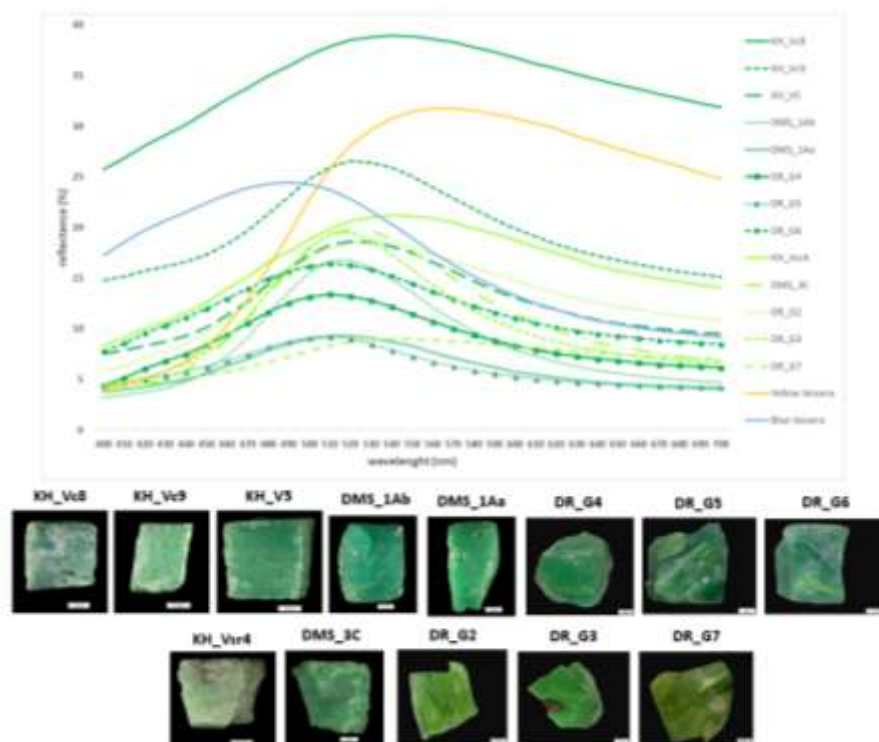 40
35
30
25
20
15
10
5
0
reflectance (%)
wavelenght (nm)
KH_Vc8
KH_Vc9
KH_V5
DMS_1Ab
DMS_1Aa
DR_G4
DR_G5
DR_G6
KH_Vsr4
DMS_3C
DR_G2
DR_G3
DR_G7
Yellow tessera
Blue tessera
KH_Vc8 KH_Vc9 KH_V5 DMS_1Ab DMS_1Aa DR_G4 DR_G5 DR_G6
KH_Vsr4 DMS_3C DR_G2 DR_G3 DR_G7